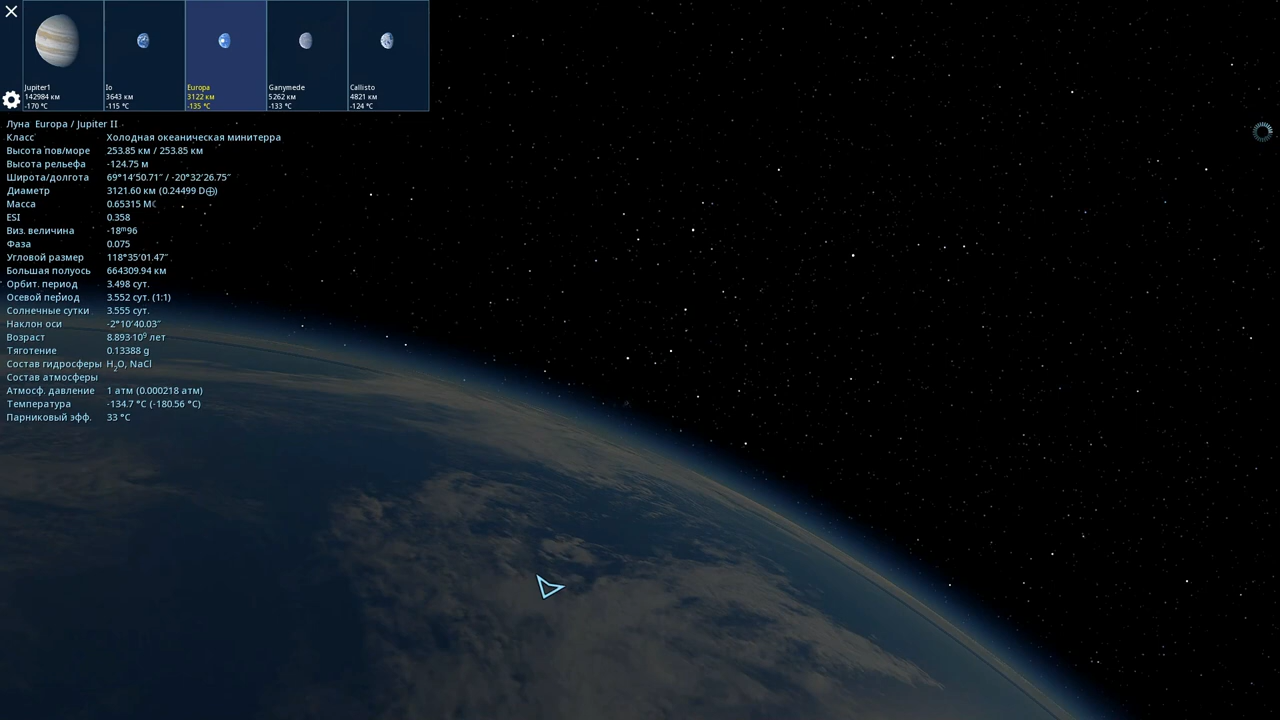 Jupiter1
142984 км
-170 °C
Io
3643 км
-115 °C
Europa
3122 км
-135 °C
Ganymede
5262 км
-133 °C
Callisto
4821 км
-124 °C
Луна Europa / Jupiter II
Класс Холодная океаническая минитерра
Высота пов/море 253.85 км / 253.85 км
Высота рельефа -124.75 м
Широта/долгота 69°14′50.71″ / -20°32′26.75″
Диаметр 3121.60 км (0.24499 D⊕)
Масса 0.65315 M☾
ESI 0.358
Виз. величина -18ᵐ96
Фаза 0.075
Угловой размер 118°35′01.47″
Большая полуось 664309.94 км
Орбит. период 3.498 сут.
Осевой период 3.552 сут. (1:1)
Солнечные сутки 3.555 сут.
Наклон оси -2°10′40.03″
Возраст 8.893·10⁹ лет
Тяготение 0.13388 g
Состав гидросферы H₂O, NaCl
Состав атмосферы
Атмосф. давление 1 атм (0.000218 атм)
Температура -134.7 °C (-180.56 °C)
Парниковый эфф. 33 °C